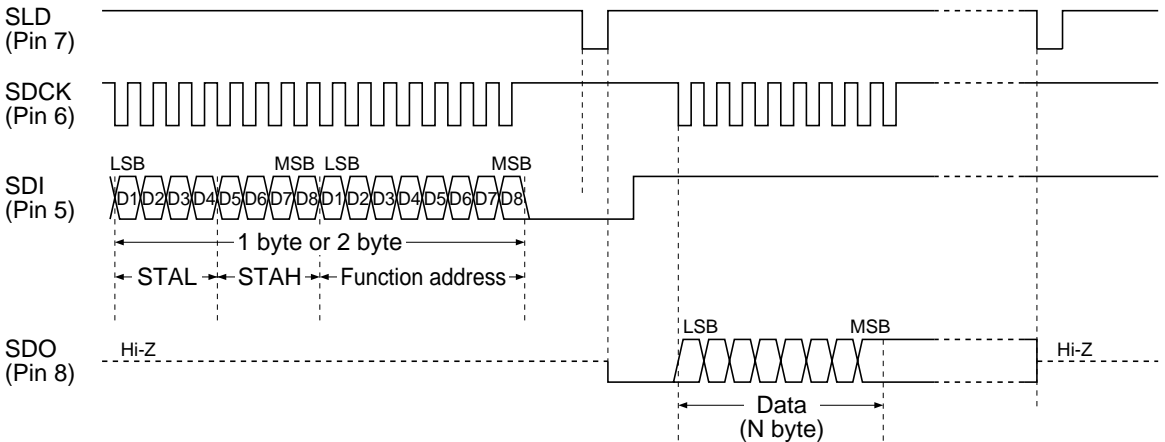 SLD
(Pin 7)
SDCK
(Pin 6)
LSB MSB LSB MSB
SDI
(Pin 5)
D1 D2 D3 D4 D5 D6 D7 D8 D1 D2 D3 D4 D5 D6 D7 D8
1 byte or 2 byte
STAL STAH Function address
SDO
(Pin 8)
Hi-Z LSB MSB Hi-Z
Data
(N byte)